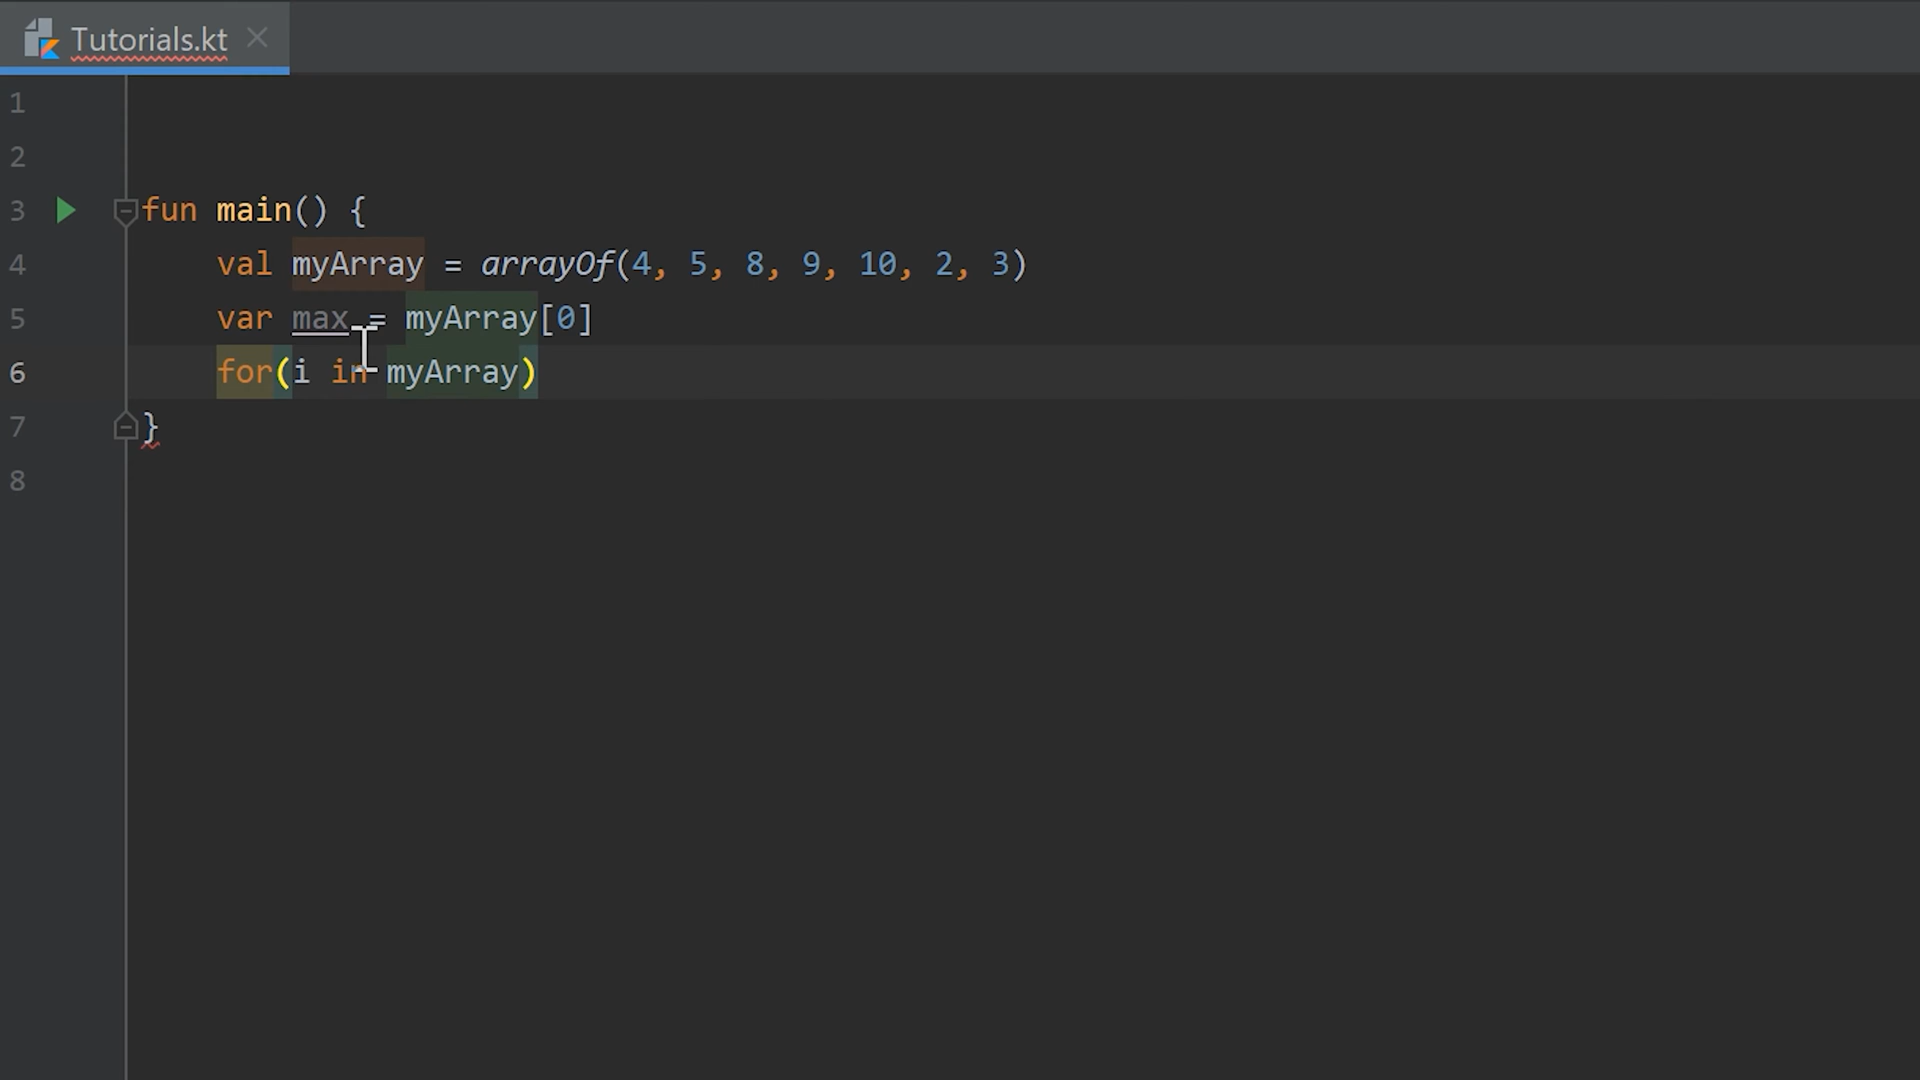 Tutorials.kt
1
2
3 fun main() {
4 val myArray = arrayOf(4, 5, 8, 9, 10, 2, 3)
5 var max = myArray[0]
6 for(i in myArray)
7 }
8